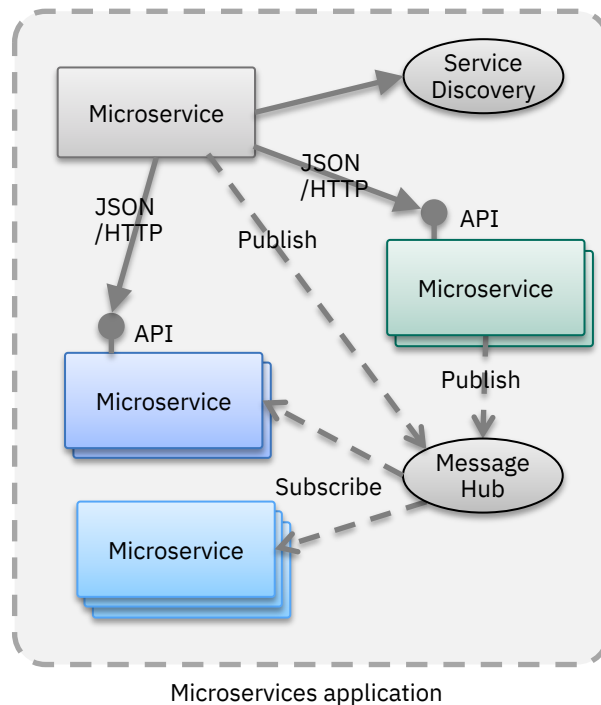 Service
Discovery
Microservice
JSON
/HTTP
JSON
/HTTP
API
Publish
Microservice
API
Publish
Microservice
Message
Hub
Subscribe
Microservice
Microservices application